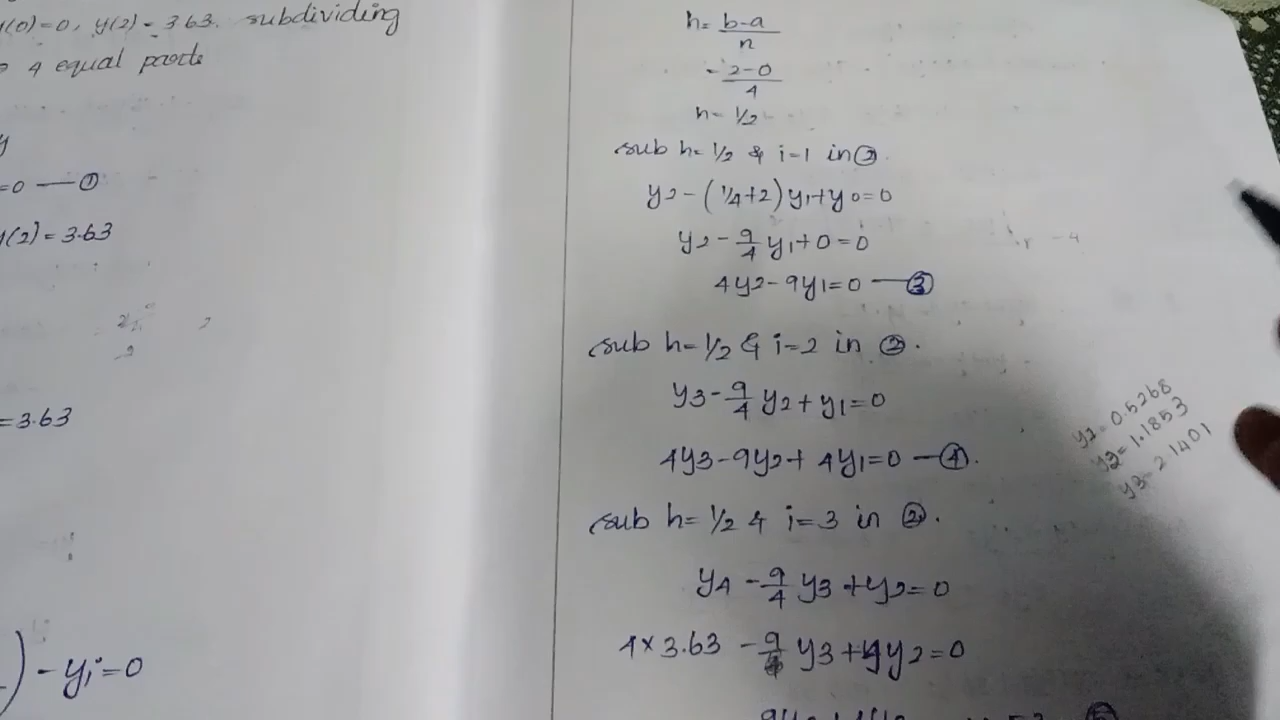 y(0)=0, y(2)= 3.63. subdividing
4 equal parts
y
=0 — ①
y(2) = 3.63
=3.63
) - yi=0
h= b-a
n
= 2-0
4
h= 1/2
sub h= 1/2 & i=1 in ②.
y2 - (1/4+2) y1+y0=0
y2 - 9/4 y1+0=0
4y2-9y1=0 — ③
sub h= 1/2 & i=2 in ②.
y3 - 9/4 y2 + y1=0
4y3-9y2+ 4y1=0 — ④.
sub h= 1/2 & i=3 in ②.
y4 - 9/4 y3 +y2=0
4×3.63 - 9 y3+4y2=0
y1= 0.5268
y2= 1.1853
y3= 2.1401